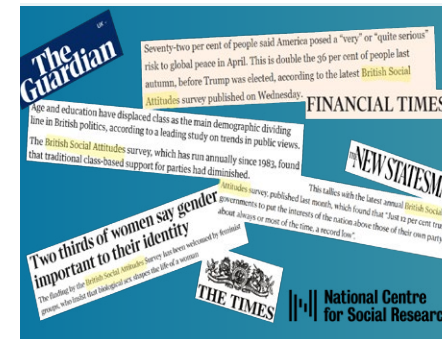 UK -
The
Guardian
Seventy-two per cent of people said America posed a “very” or “quite serious”
risk to global peace in April. This is double the 36 per cent of people last
autumn, before Trump was elected, according to the latest British Social
Attitudes survey published on Wednesday.
FINANCIAL TIMES
Age and education have displaced class as the main demographic dividing
line in British politics, according to a leading study on trends in public views.
The British Social Attitudes survey, which has run annually since 1983, found
that traditional class-based support for parties had diminished.
NEW STATESM
This tallies with the latest annual British Social
Attitudes survey, published last month, which found that “Just 12 per cent trus
governments to put the interests of the nation above those of their own party
about always or most of the time, a record low”.
Two thirds of women say gender
important to their identity
The finding by the British Social Attitudes Survey has been welcomed by feminist
groups, who insist that biological sex shapes the life of a woman
THE TIMES
National Centre
for Social Researc